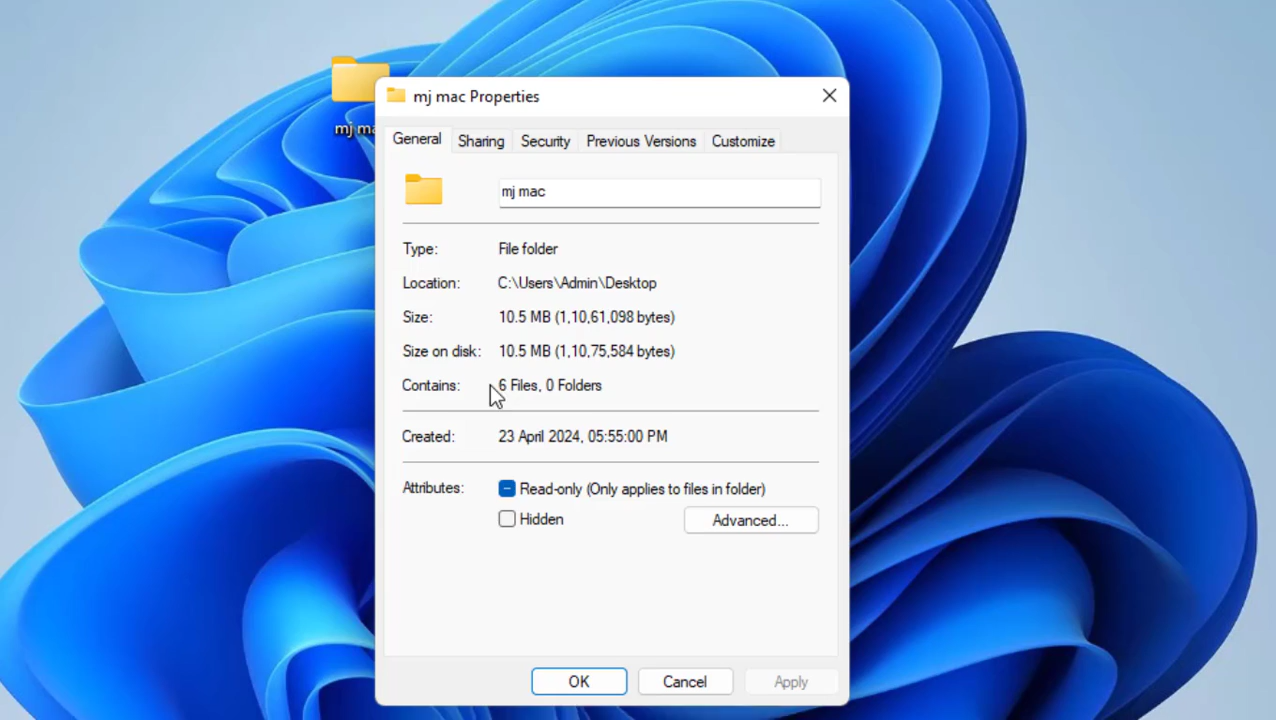 mj mac Properties
mj ma
General Sharing Security Previous Versions Customize
mj mac
Type: File folder
Location: C:\Users\Admin\Desktop
Size: 10.5 MB (1,10,61,098 bytes)
Size on disk: 10.5 MB (1,10,75,584 bytes)
Contains: 6 Files, 0 Folders
Created: 23 April 2024, 05:55:00 PM
Attributes: Read-only (Only applies to files in folder)
Hidden Advanced...
OK Cancel Apply